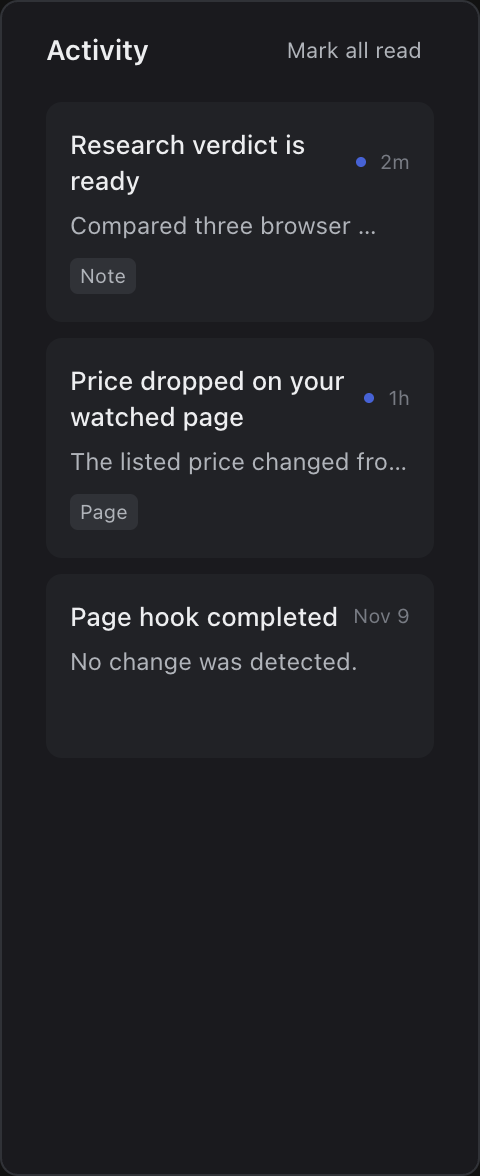 Activity
Mark all read
Research verdict is
ready
2m
Compared three browser ...
Note
Price dropped on your
watched page
1h
The listed price changed fro...
Page
Page hook completed
Nov 9
No change was detected.